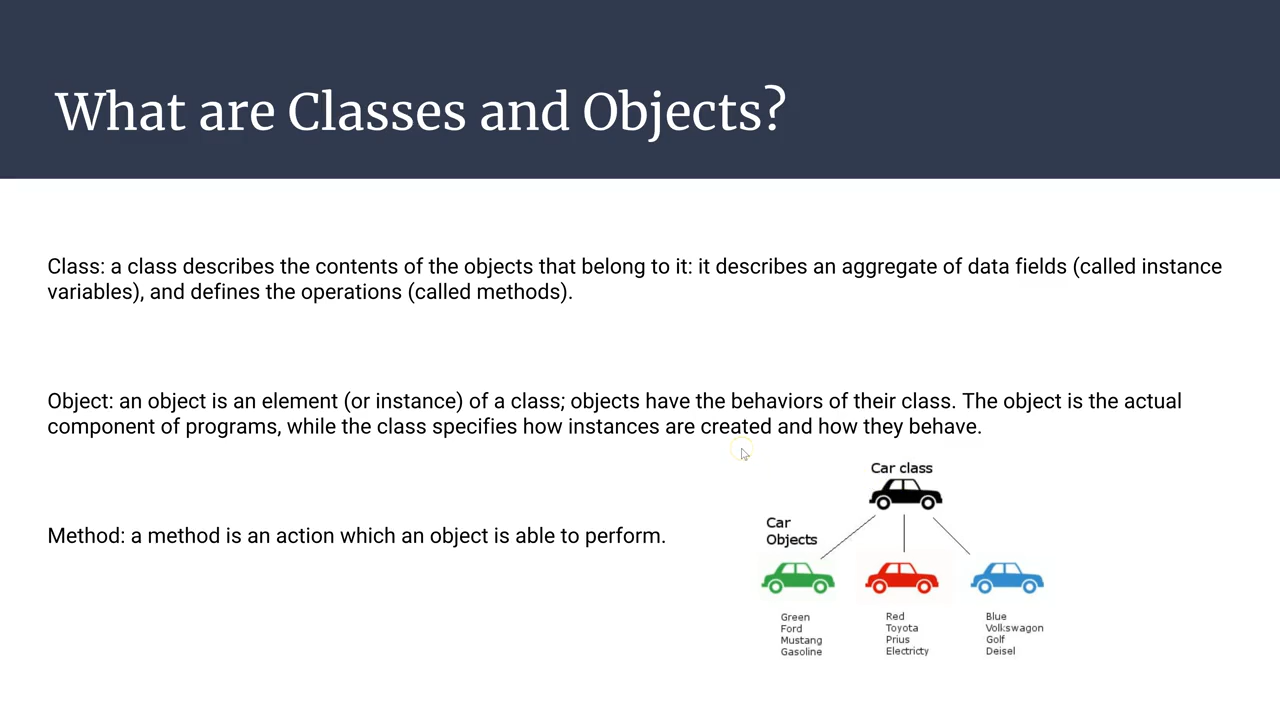 What are Classes and Objects?
Class: a class describes the contents of the objects that belong to it: it describes an aggregate of data fields (called instance
variables), and defines the operations (called methods).
Object: an object is an element (or instance) of a class; objects have the behaviors of their class. The object is the actual
component of programs, while the class specifies how instances are created and how they behave.
Method: a method is an action which an object is able to perform.
Car class
Car
Objects
Green
Ford
Mustang
Gasoline
Red
Toyota
Prius
Electricty
Blue
Volkswagon
Golf
Deisel